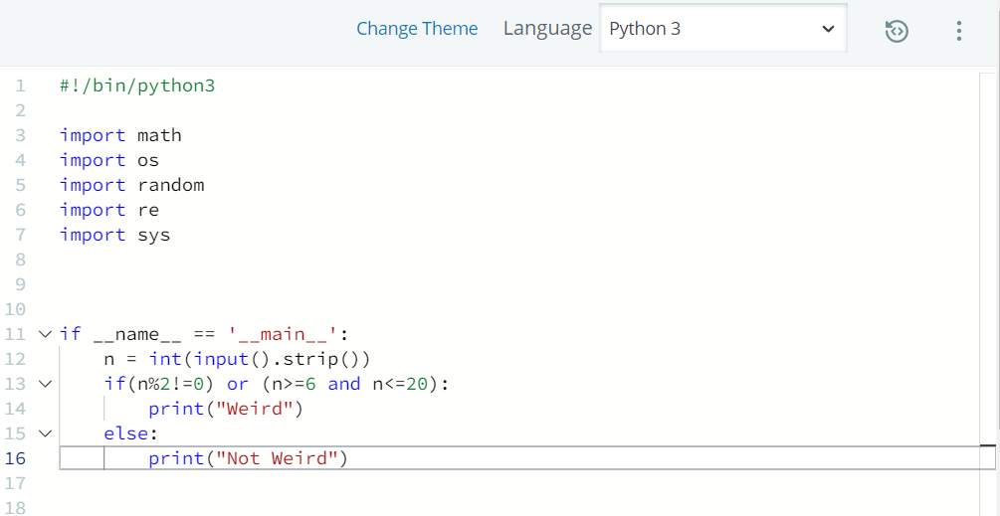 Change Theme Language Python 3
1 #!/bin/python3
2
3 import math
4 import os
5 import random
6 import re
7 import sys
8
9
10
11 if __name__ == '__main__':
12     n = int(input().strip())
13     if(n%2!=0) or (n>=6 and n<=20):
14         print("Weird")
15     else:
16         print("Not Weird")
17
18